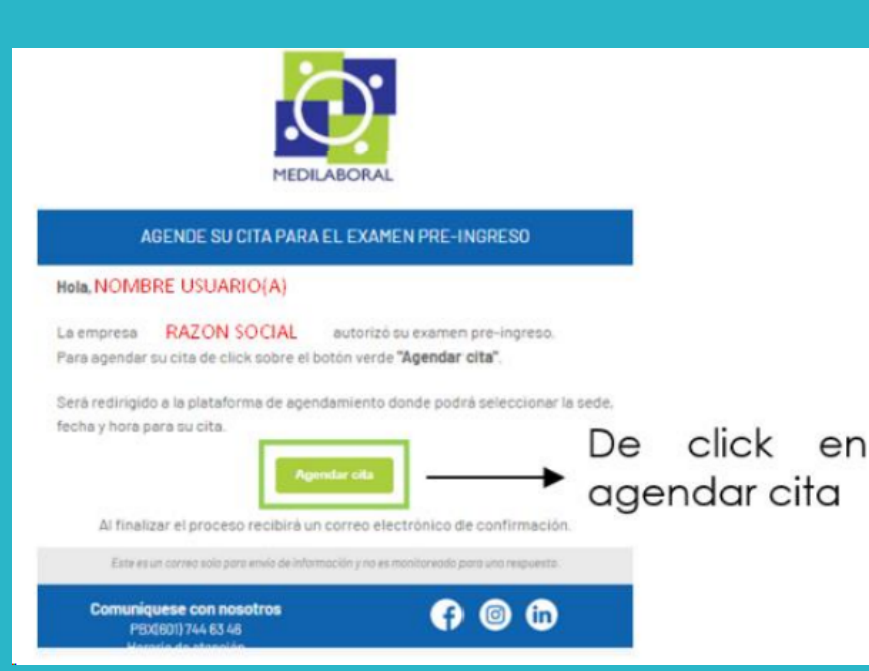 MEDILABORAL
AGENDE SU CITA PARA EL EXAMEN PRE-INGRESO
Hola, NOMBRE USUARIO(A)
La empresa RAZON SOCIAL autorizó su examen pre-ingreso.
Para agendar su cita de click sobre el botón verde "Agendar cita".
Será redirigido a la plataforma de agendamiento donde podrá seleccionar la sede,
fecha y hora para su cita.
Agendar cita
De click en
agendar cita
Al finalizar el proceso recibirá un correo electrónico de confirmación.
Este es un correo solo para envío de información y no es monitoreado para una respuesta.
Comuníquese con nosotros
PBX(601) 744 63 46
Horario de atención